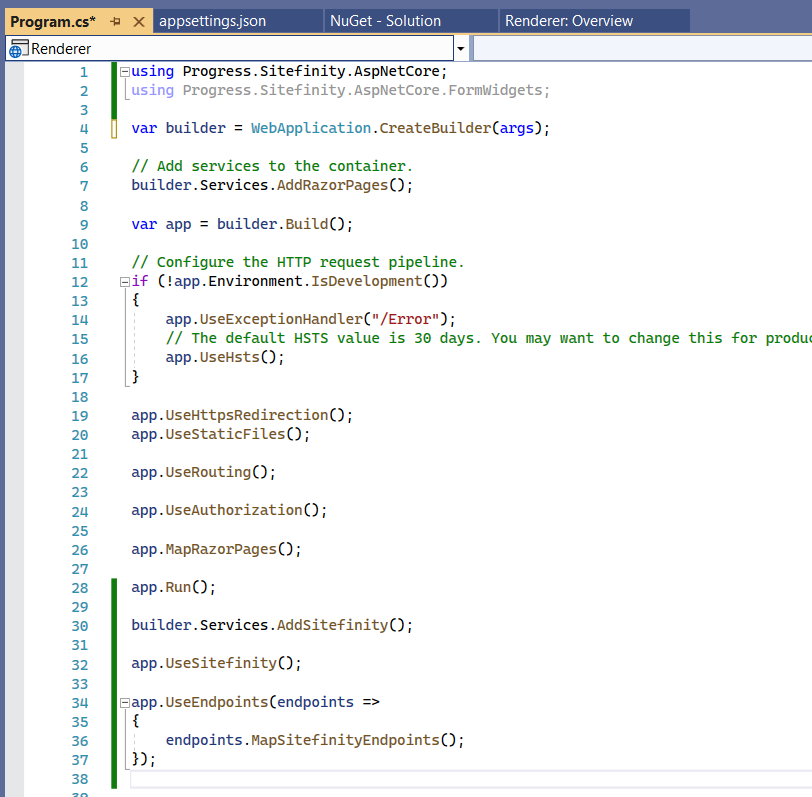 Program.cs* appsettings.json NuGet - Solution Renderer: Overview
Renderer
1 using Progress.Sitefinity.AspNetCore;
2 using Progress.Sitefinity.AspNetCore.FormWidgets;
3
4 var builder = WebApplication.CreateBuilder(args);
5
6 // Add services to the container.
7 builder.Services.AddRazorPages();
8
9 var app = builder.Build();
10
11 // Configure the HTTP request pipeline.
12 if (!app.Environment.IsDevelopment())
13 {
14 app.UseExceptionHandler("/Error");
15 // The default HSTS value is 30 days. You may want to change this for
16 app.UseHsts();
17 }
18
19 app.UseHttpsRedirection();
20 app.UseStaticFiles();
21
22 app.UseRouting();
23
24 app.UseAuthorization();
25
26 app.MapRazorPages();
27
28 app.Run();
29
30 builder.Services.AddSitefinity();
31
32 app.UseSitefinity();
33
34 app.UseEndpoints(endpoints =>
35 {
36 endpoints.MapSitefinityEndpoints();
37 });
38